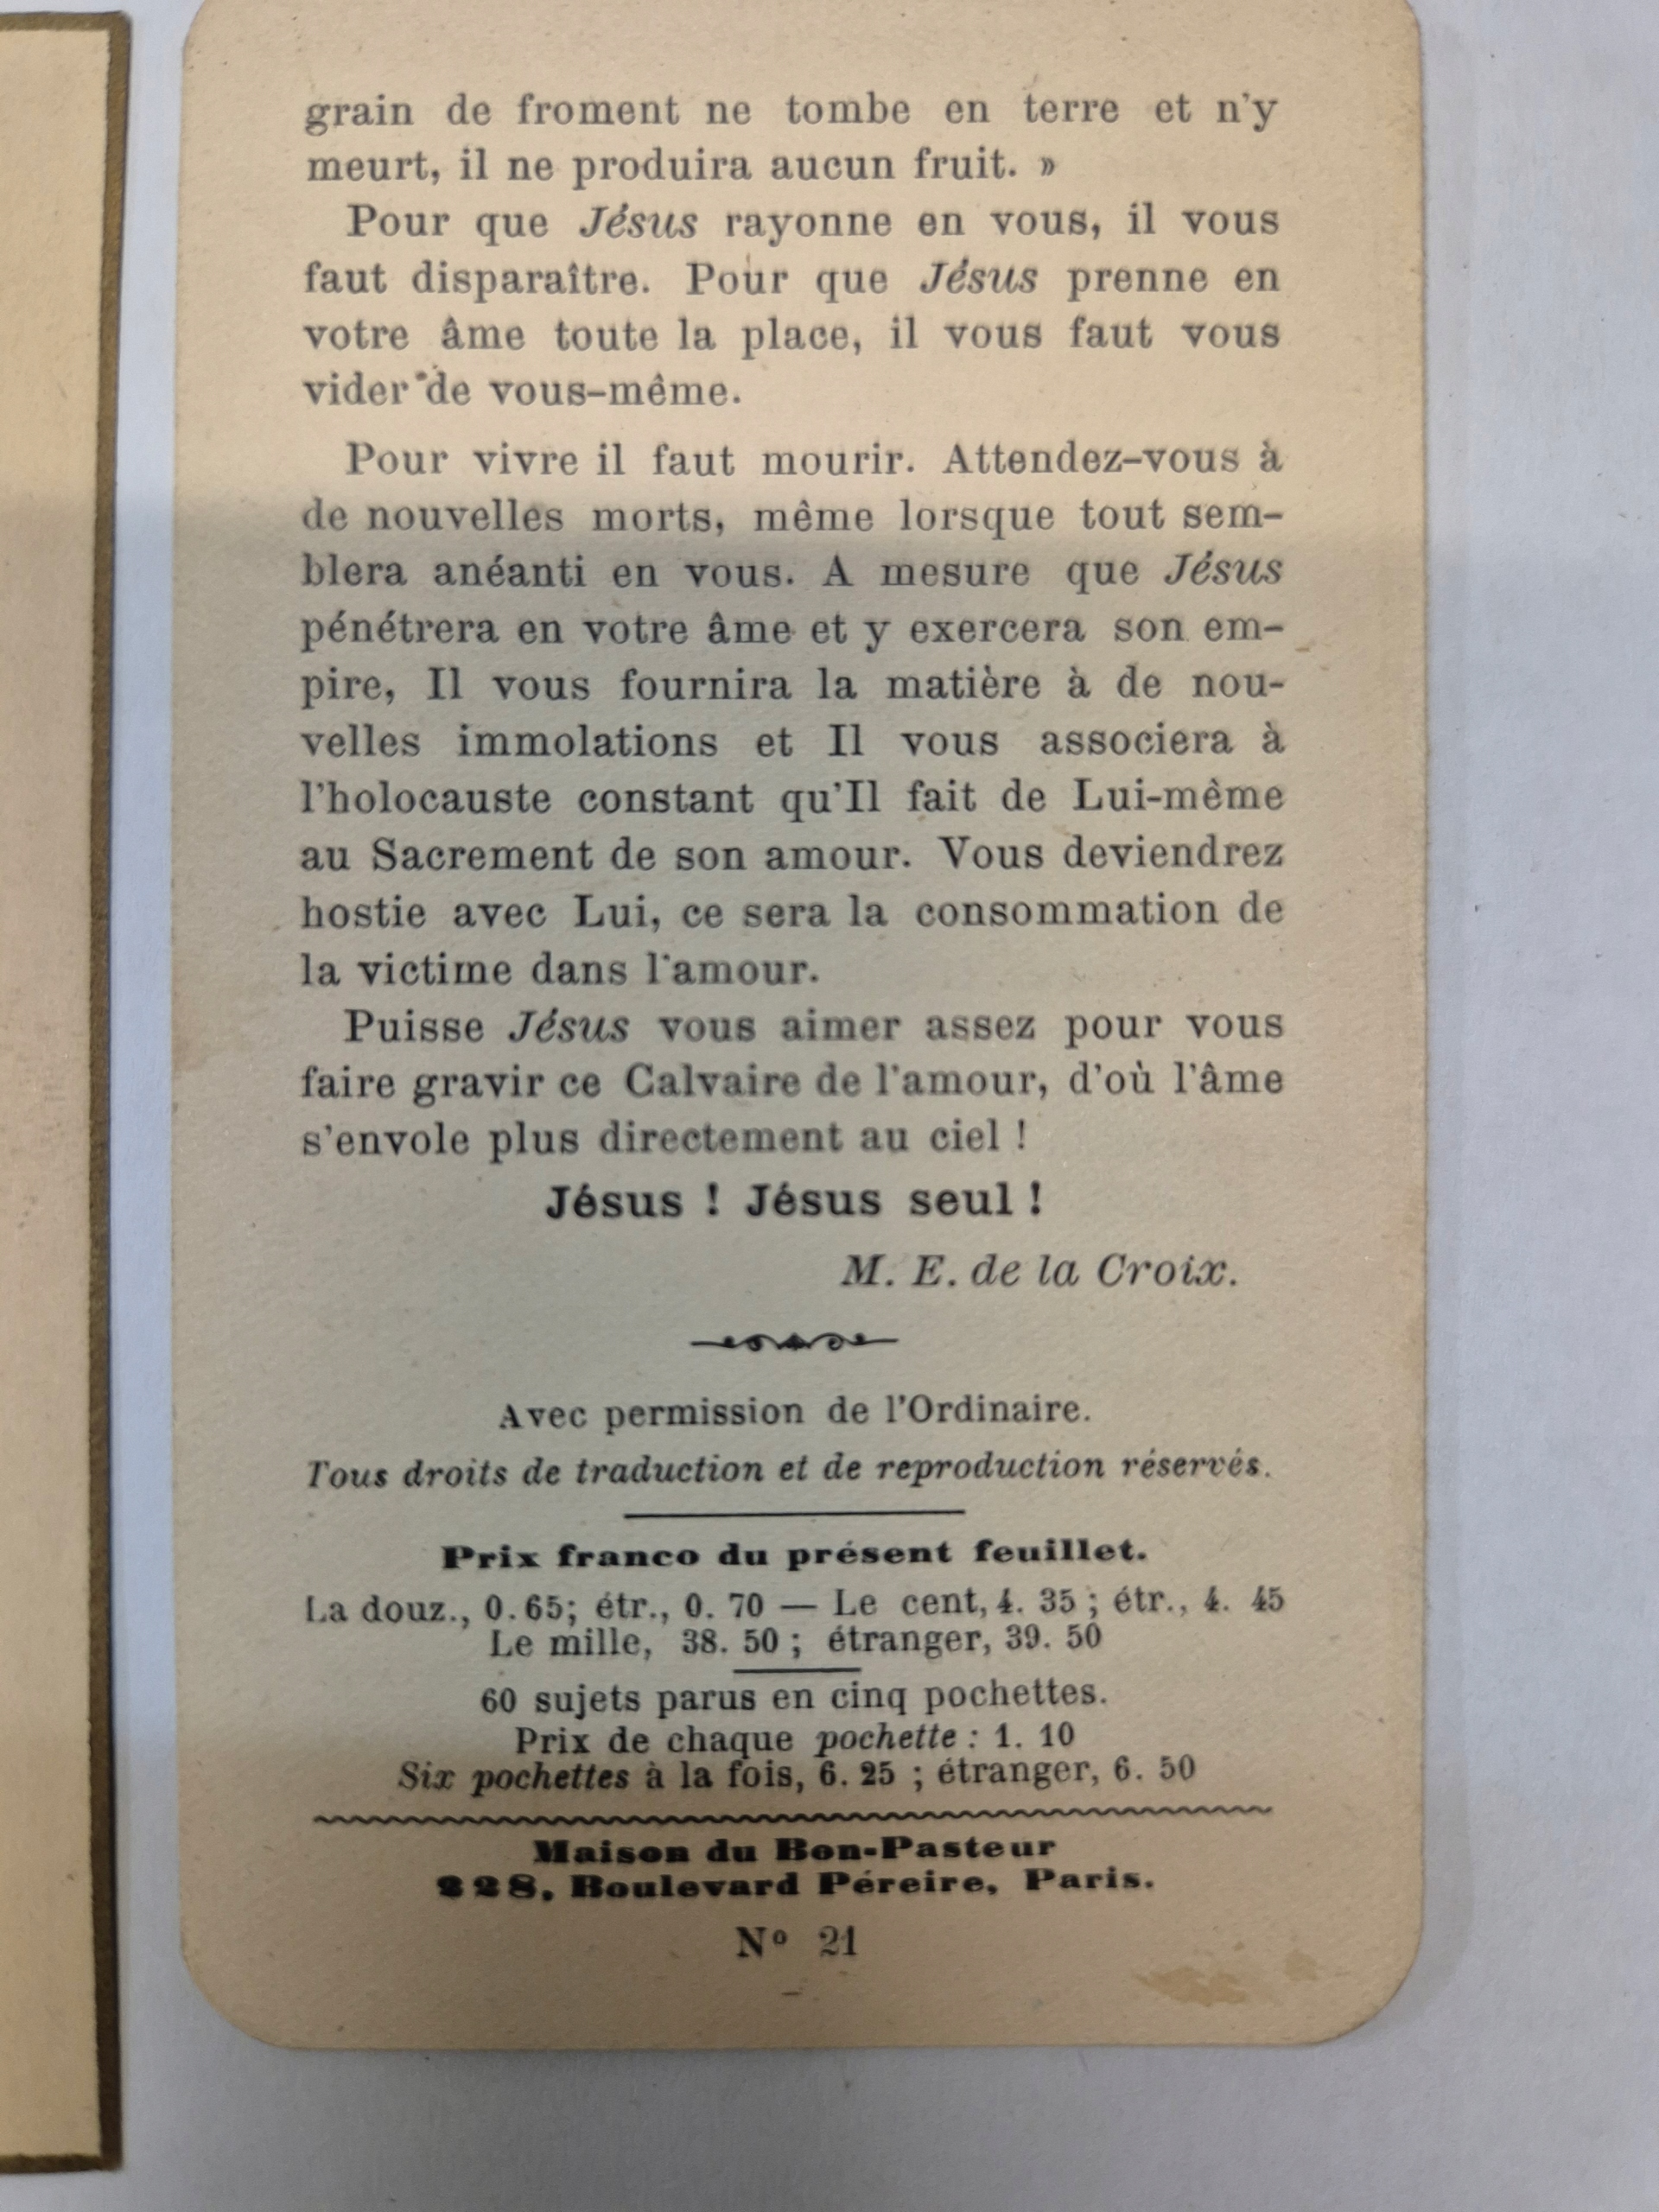 grain de froment ne tombe en terre et n'y
meurt, il ne produira aucun fruit. »
Pour que Jésus rayonne en vous, il vous
faut disparaître. Pour que Jésus prenne en
votre âme toute la place, il vous faut vous
vider de vous-même.
Pour vivre il faut mourir. Attendez-vous à
de nouvelles morts, même lorsque tout sem-
blera anéanti en vous. A mesure que Jésus
pénétrera en votre âme et y exercera son em-
pire, Il vous fournira la matière à de nou-
velles immolations et Il vous associera à
l'holocauste constant qu'Il fait de Lui-mème
au Sacrement de son amour. Vous deviendrez
hostie avec Lui, ce sera la consommation de
la victime dans l'amour.
Puisse Jésus vous aimer assez pour vous
faire gravir ce Calvaire de l'amour, d'où l'âme
s'envole plus directement au ciel !
Jésus ! Jésus seul !
M. E. de la Croix.
Avec permission de l'Ordinaire.
Tous droits de traduction et de reproduction réservés.
Prix franco du présent feuillet.
La douz., 0.65; étr., 0. 70 — Le cent, 4. 35 ; étr., 4. 45
Le mille, 38. 50 ; étranger, 39. 50
60 sujets parus en cinq pochettes.
Prix de chaque pochette : 1. 10
Six pochettes à la fois, 6. 25 ; étranger, 6. 50
Maison du Bon-Pasteur
228, Boulevard Péreire, Paris.
Nº 21